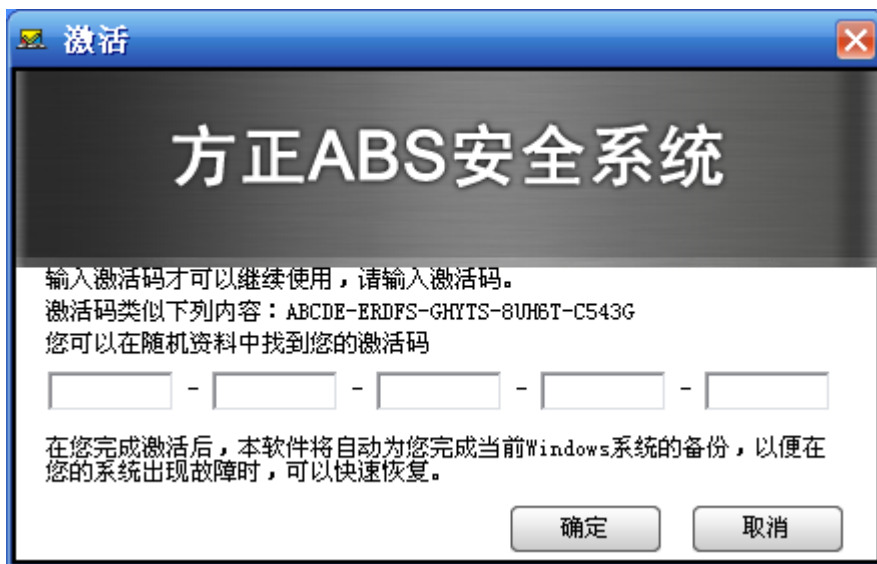 激活
方正ABS安全系统
输入激活码才可以继续使用，请输入激活码。
激活码类似下列内容：ABCDE-ERDFS-GHYTS-8UH6T-C543G
您可以在随机资料中找到您的激活码
- - - -
在您完成激活后，本软件将自动为您完成当前Windows系统的备份，以便在
您的系统出现故障时，可以快速恢复。
确定 取消